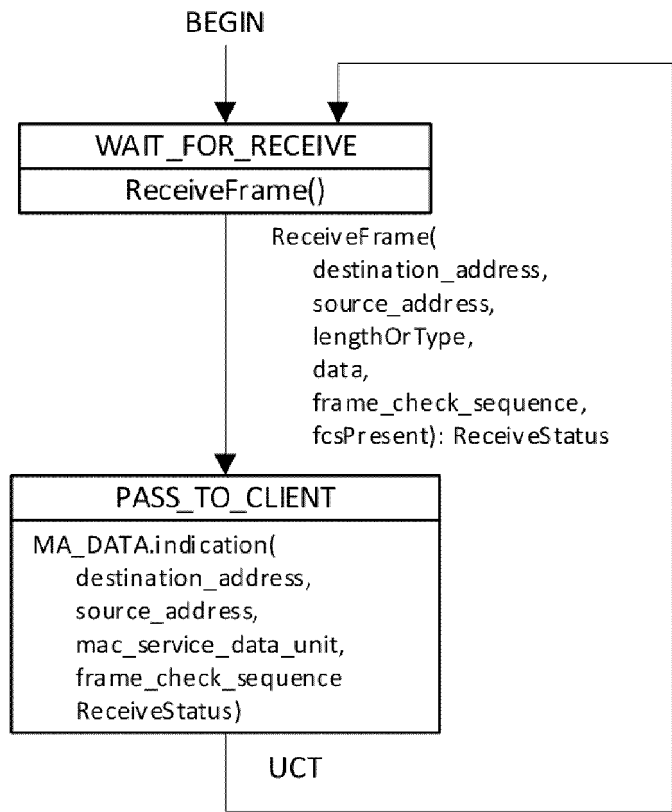 BEGIN
WAIT_FOR_RECEIVE
ReceiveFrame()
ReceiveFrame(
destination_address,
source_address,
lengthOrType,
data,
frame_check_sequence,
fcsPresent): ReceiveStatus
PASS_TO_CLIENT
MA_DATA.indication(
destination_address,
source_address,
mac_service_data_unit,
frame_check_sequence
ReceiveStatus)
UCT